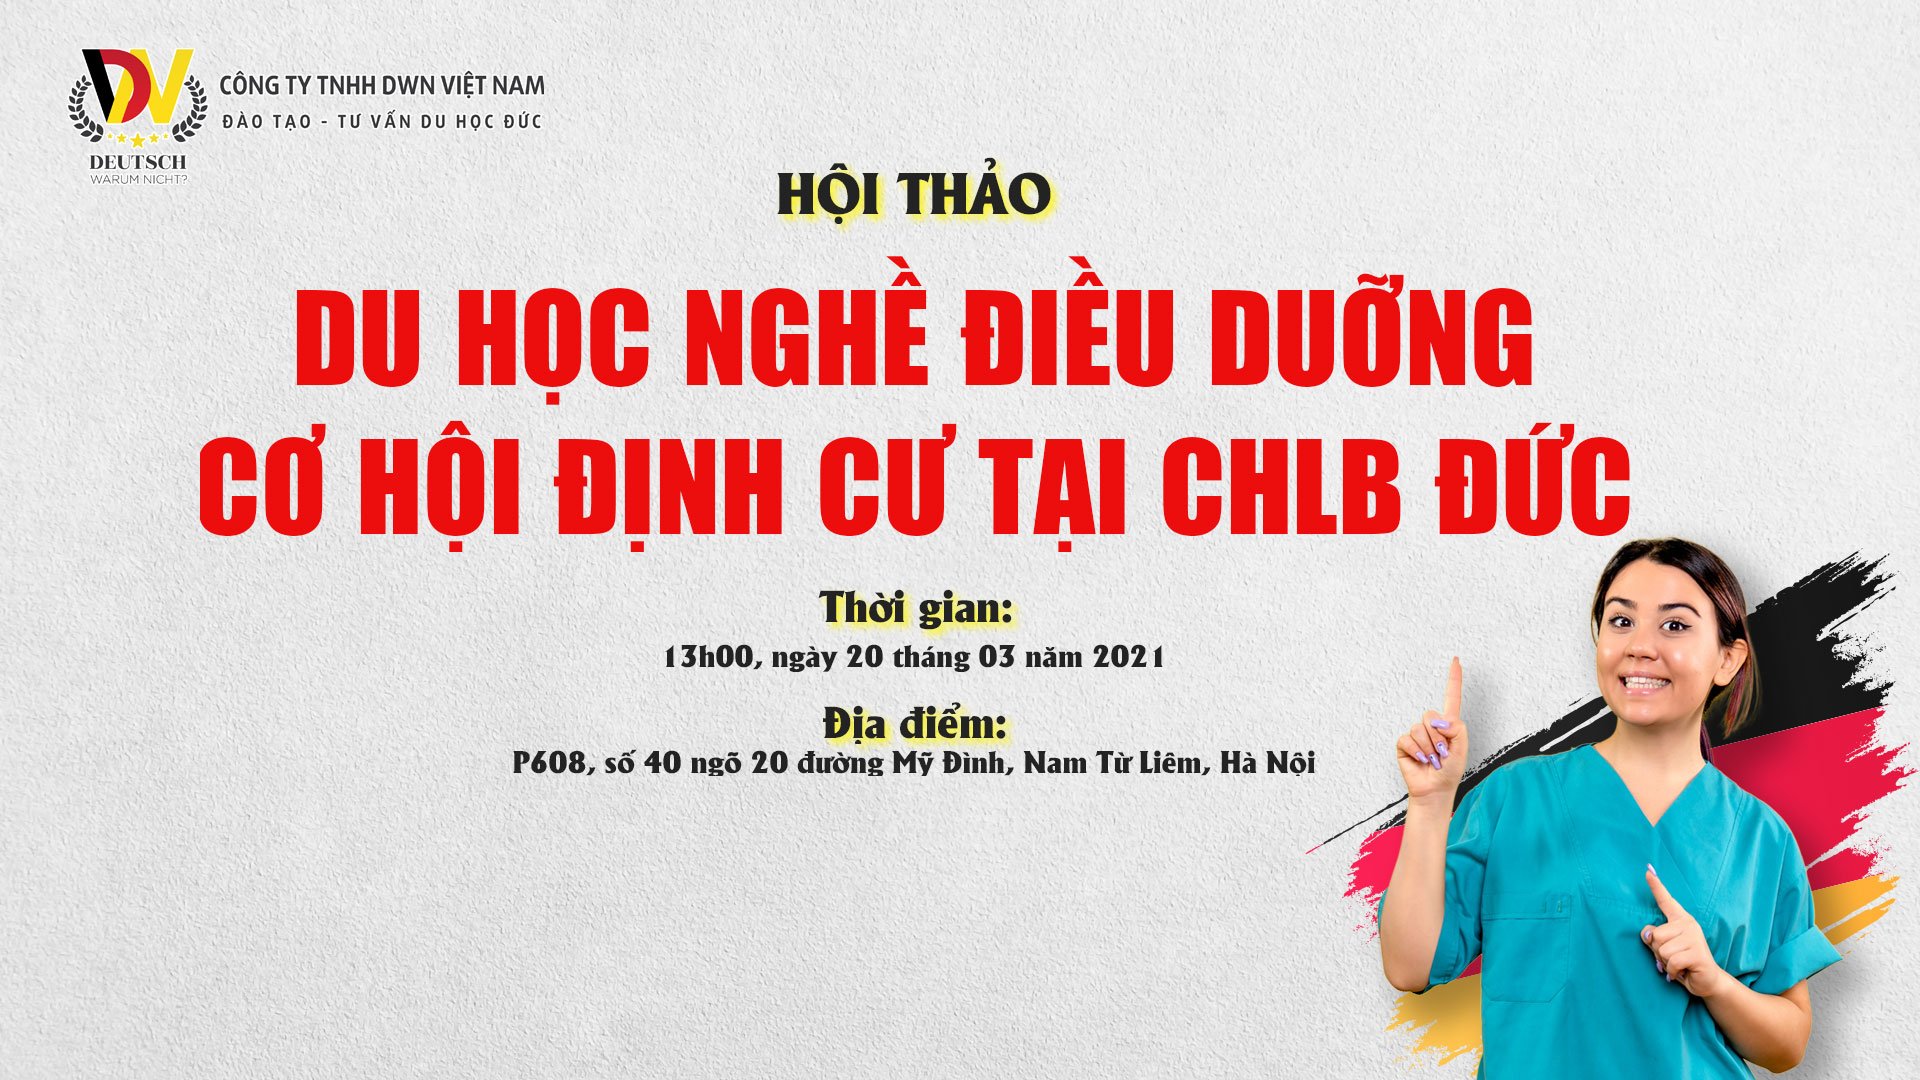 DW
DEUTSCH
WARUM NICHT?
CÔNG TY TNHH DWN VIỆT NAM
ĐÀO TẠO - TƯ VẤN DU HỌC ĐỨC
HỘI THẢO
DU HỌC NGHỀ ĐIỀU DUỠNG
CƠ HỘI ĐỊNH CƯ TẠI CHLB ĐỨC
Thời gian:
13h00, ngày 20 tháng 03 năm 2021
Địa điểm:
P608, số 40 ngõ 20 đường Mỹ Đình, Nam Từ Liêm, Hà Nội